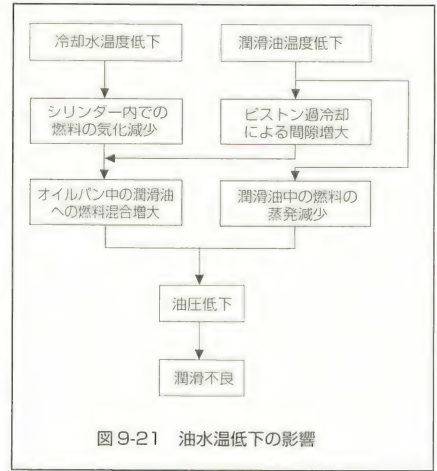 冷却水温度低下
潤滑油温度低下
シリンダー内での
燃料の気化減少
ピストン過冷却
による間隙増大
オイルパン中の潤滑油
への燃料混合増大
潤滑油中の燃料の
蒸発減少
油圧低下
潤滑不良
図9-21 油水温低下の影響